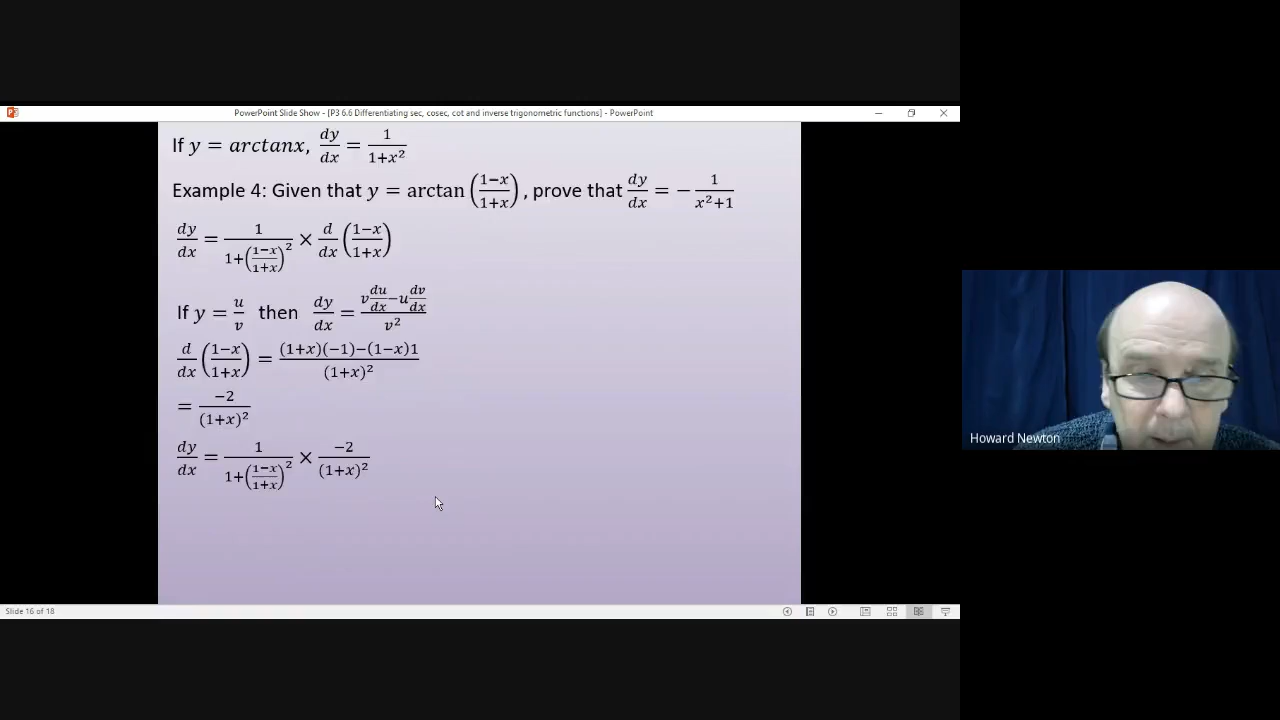 PowerPoint Slide Show - [P3 6.6 Differentiating sec, cosec, cot and inverse trigonometric functions] - PowerPoint
If y = arctanx, dy/dx = 1/(1+x²)
Example 4: Given that y = arctan((1−x)/(1+x)), prove that dy/dx = −1/(x²+1)
dy/dx = 1/(1+((1−x)/(1+x))²) × d/dx((1−x)/(1+x))
If y = u/v then dy/dx = (v du/dx − u dv/dx)/v²
d/dx((1−x)/(1+x)) = ((1+x)(−1)−(1−x)1)/(1+x)²
= −2/(1+x)²
dy/dx = 1/(1+((1−x)/(1+x))²) × −2/(1+x)²
Howard Newton
Slide 16 of 18